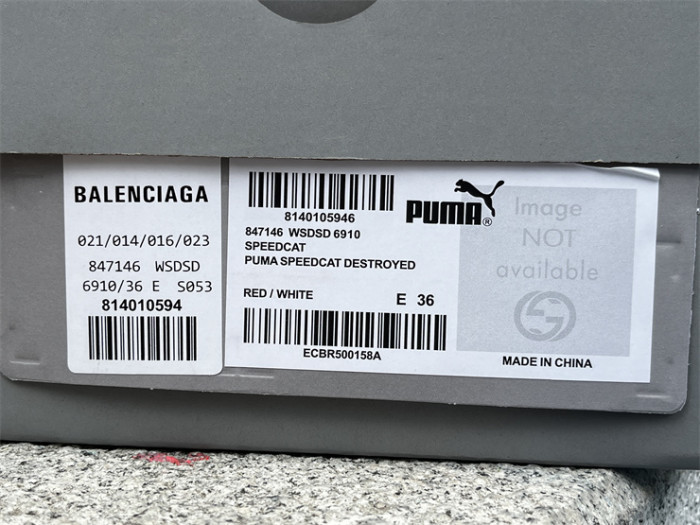 BALENCIAGA
021/014/016/023
847146 WSDSD
6910/36 E S053
814010594
8140105946
847146 WSDSD 6910
SPEEDCAT
PUMA SPEEDCAT DESTROYED
RED / WHITE E 36
ECBR500158A
PUMA®
Image
NOT
available
MADE IN CHINA